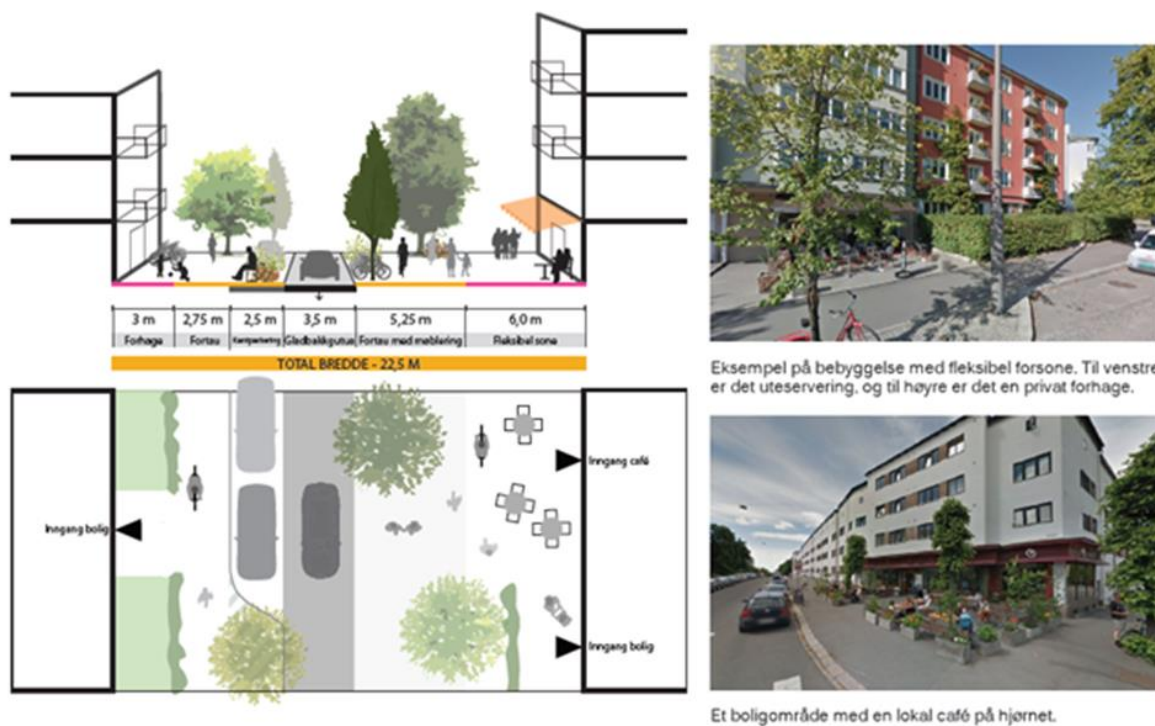 3 m 2,75 m 2,5 m 3,5 m 5,25 m 6,0 m
Forhage Fortau Kantparkering Gladbakkgutua Fortau med møblering Fleksibel sone
TOTAL BREDDE - 22,5 M
Inngang café
Inngang bolig
Inngang bolig
Eksempel på bebyggelse med fleksibel forsone. Til venstre
er det uteservering, og til høyre er det en privat forhage.
Et boligområde med en lokal café på hjørnet.